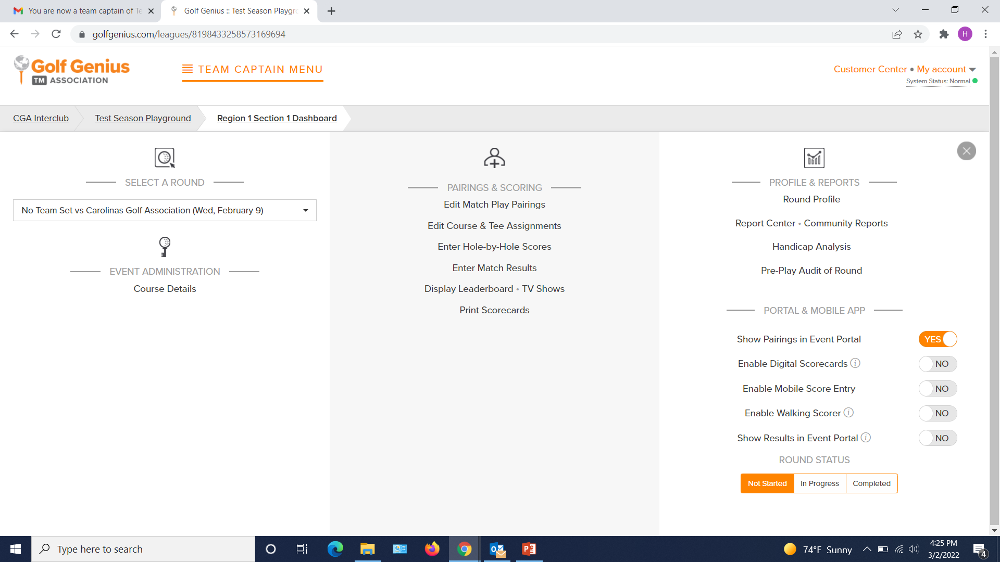 You are now a team captain of Te
Golf Genius :: Test Season Playgro
golfgenius.com/leagues/8198433258573169694
H
Golf Genius
TM ASSOCIATION
TEAM CAPTAIN MENU
Customer Center • My account
System Status: Normal
CGA Interclub
Test Season Playground
Region 1 Section 1 Dashboard
SELECT A ROUND
No Team Set vs Carolinas Golf Association (Wed, February 9)
EVENT ADMINISTRATION
Course Details
PAIRINGS & SCORING
Edit Match Play Pairings
Edit Course & Tee Assignments
Enter Hole-by-Hole Scores
Enter Match Results
Display Leaderboard • TV Shows
Print Scorecards
PROFILE & REPORTS
Round Profile
Report Center • Community Reports
Handicap Analysis
Pre-Play Audit of Round
PORTAL & MOBILE APP
Show Pairings in Event Portal YES
Enable Digital Scorecards NO
Enable Mobile Score Entry NO
Enable Walking Scorer NO
Show Results in Event Portal NO
ROUND STATUS
Not Started In Progress Completed
Type here to search
74°F Sunny
4:25 PM
3/2/2022
4